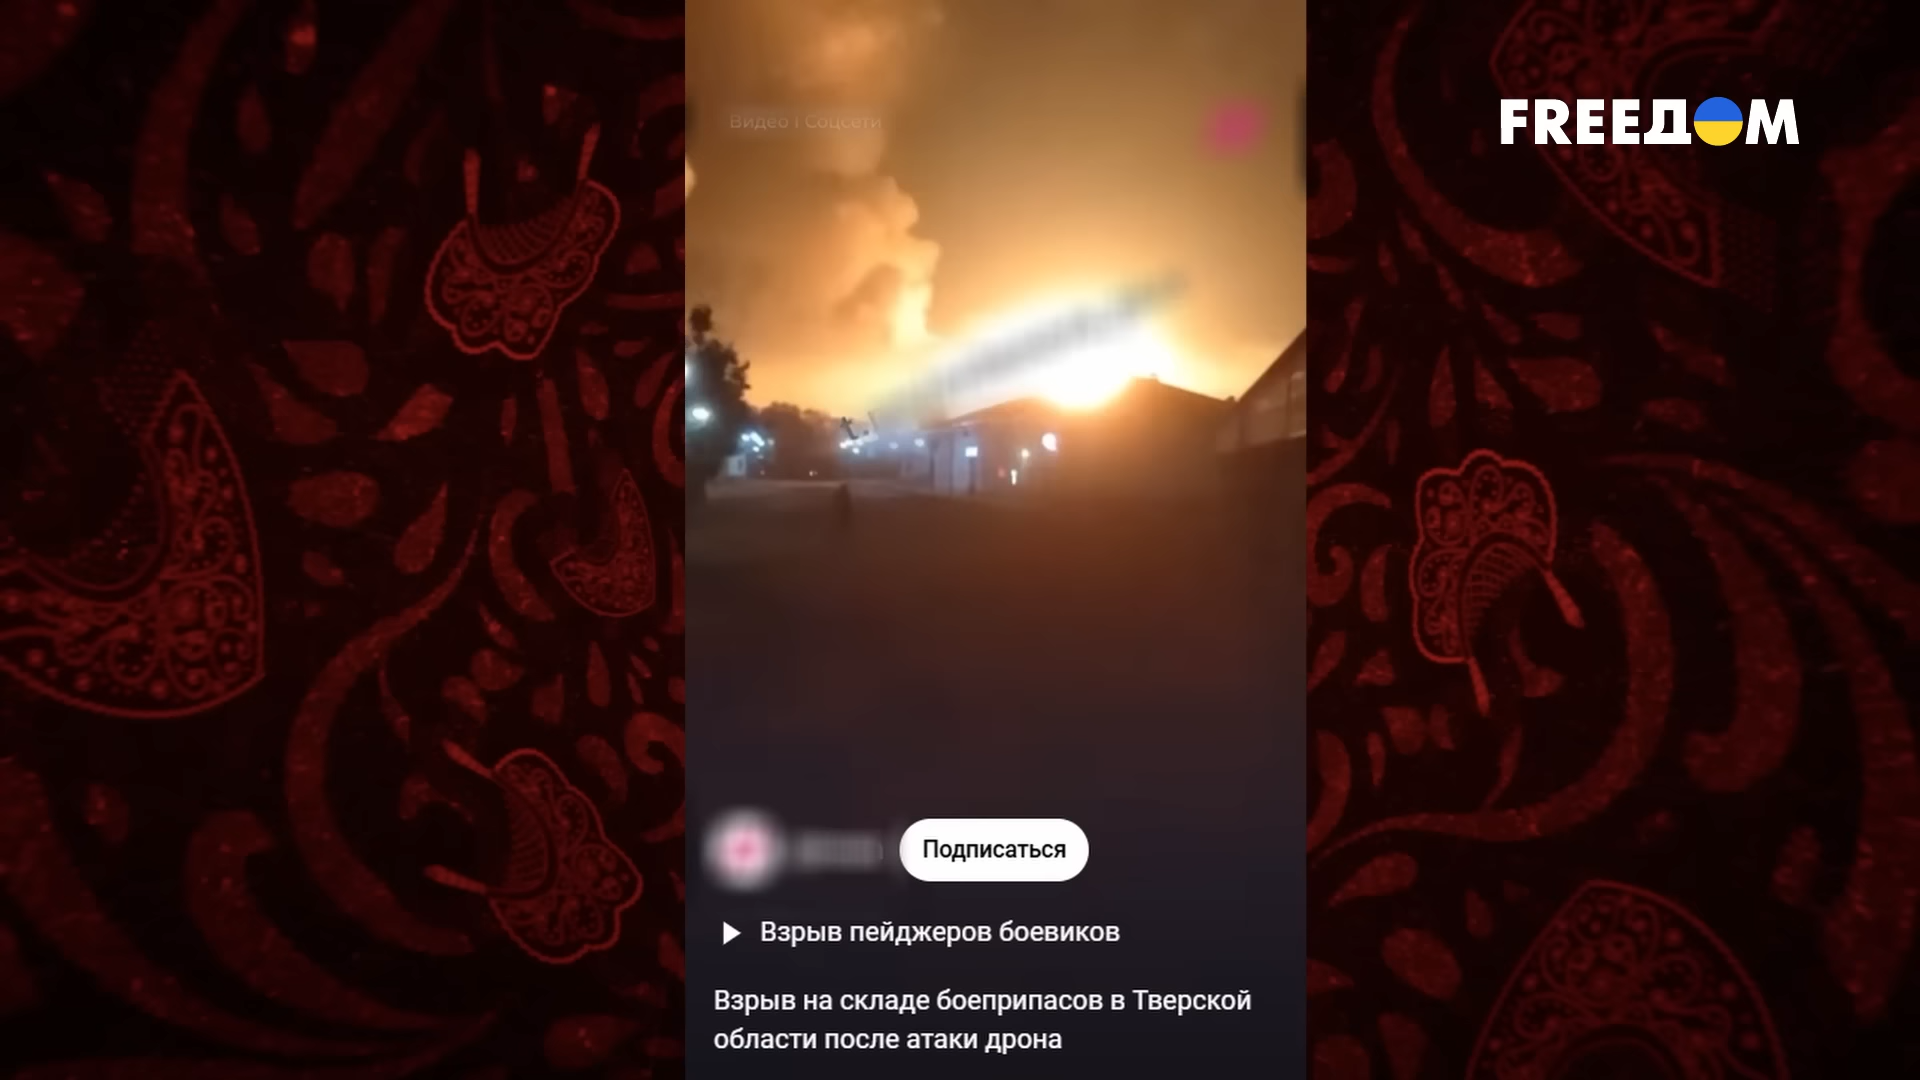 FREEДOM
Видео | Соцсети
Подписаться
Взрыв пейджеров боевиков
Взрыв на складе боеприпасов в Тверской
области после атаки дрона